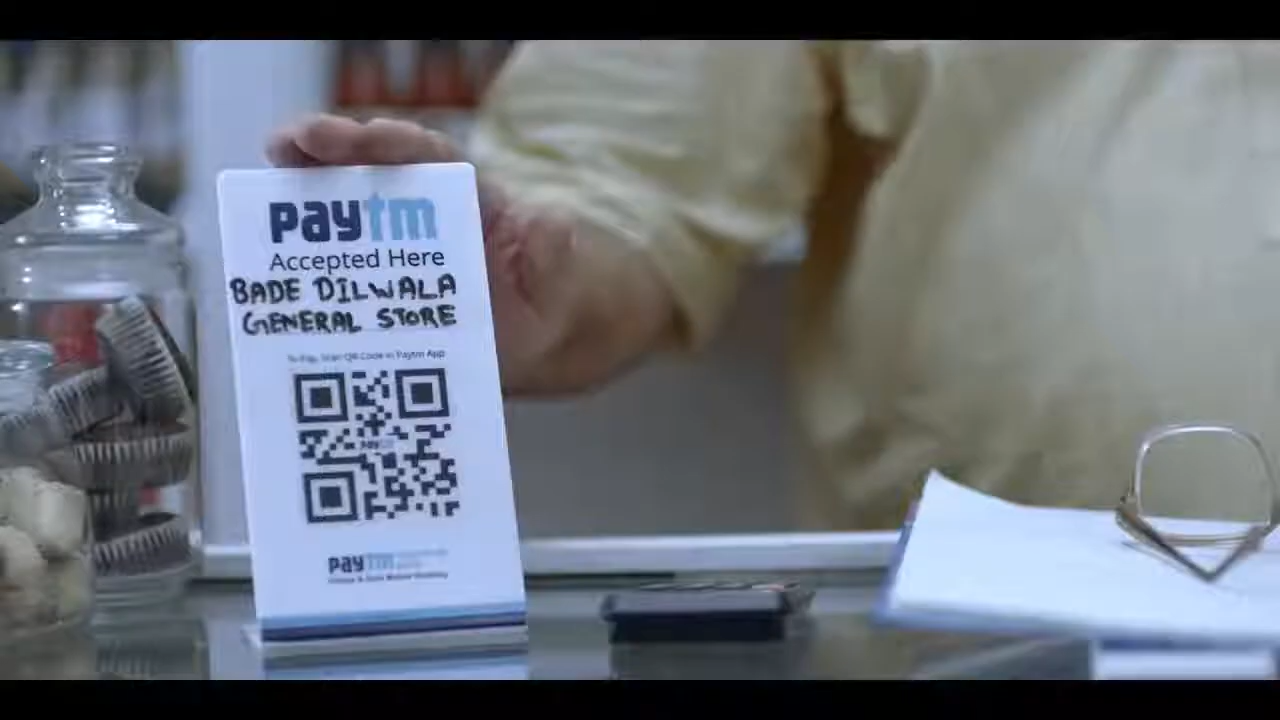 paytm
Accepted Here
BADE DILWALA
GENERAL STORE
To Pay, Scan QR Code in Paytm App
paytm